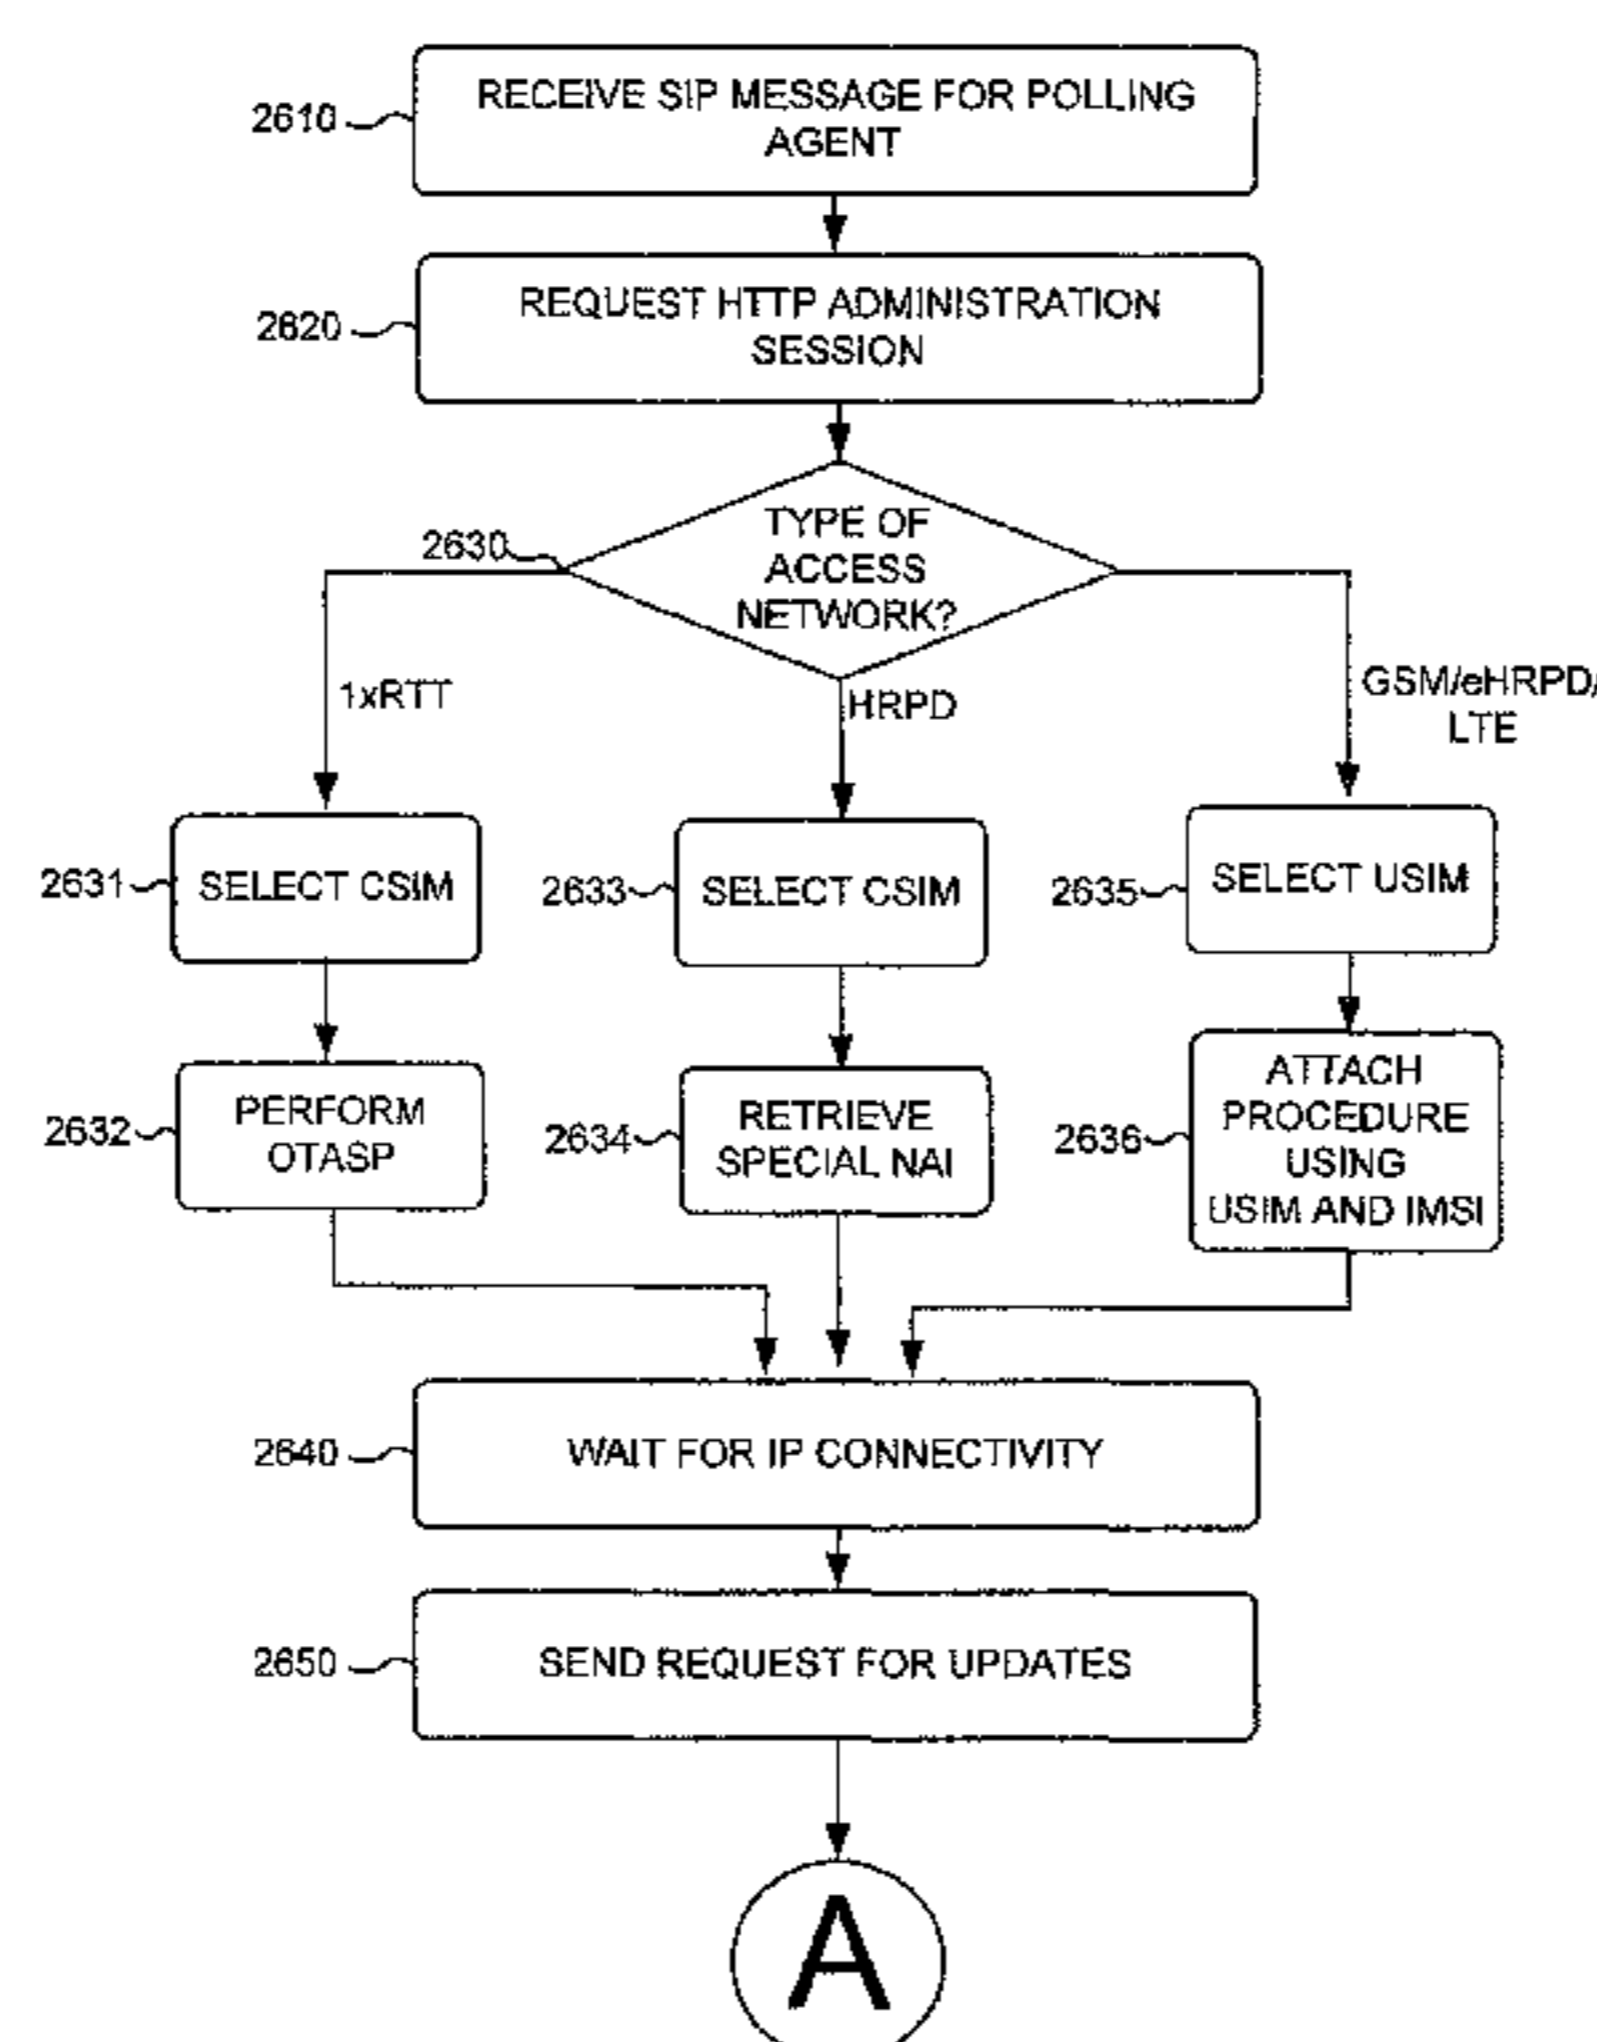 RECEIVE SIP MESSAGE FOR POLLING
AGENT
2610
REQUEST HTTP ADMINISTRATION
SESSION
2620
TYPE OF
ACCESS
NETWORK?
2630
1xRTT
HRPD
GSM/eHRPD/
LTE
2631
SELECT CSIM
2633
SELECT CSIM
2635
SELECT USIM
2632
PERFORM
OTASP
2634
RETRIEVE
SPECIAL NAI
2636
ATTACH
PROCEDURE
USING
USIM AND IMSI
2640
WAIT FOR IP CONNECTIVITY
2650
SEND REQUEST FOR UPDATES
A